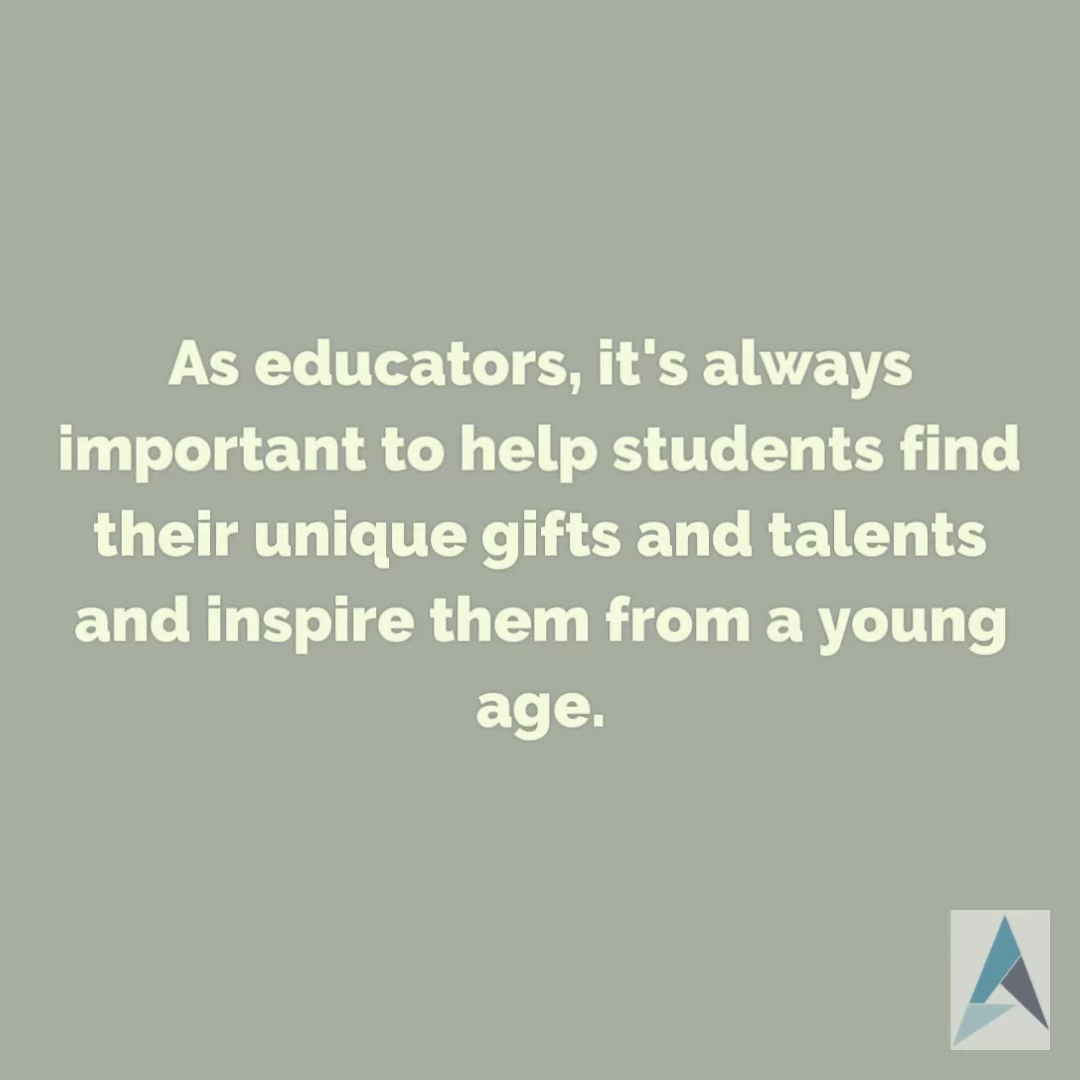 As educators, it's always
important to help students find
their unique gifts and talents
and inspire them from a young
age.